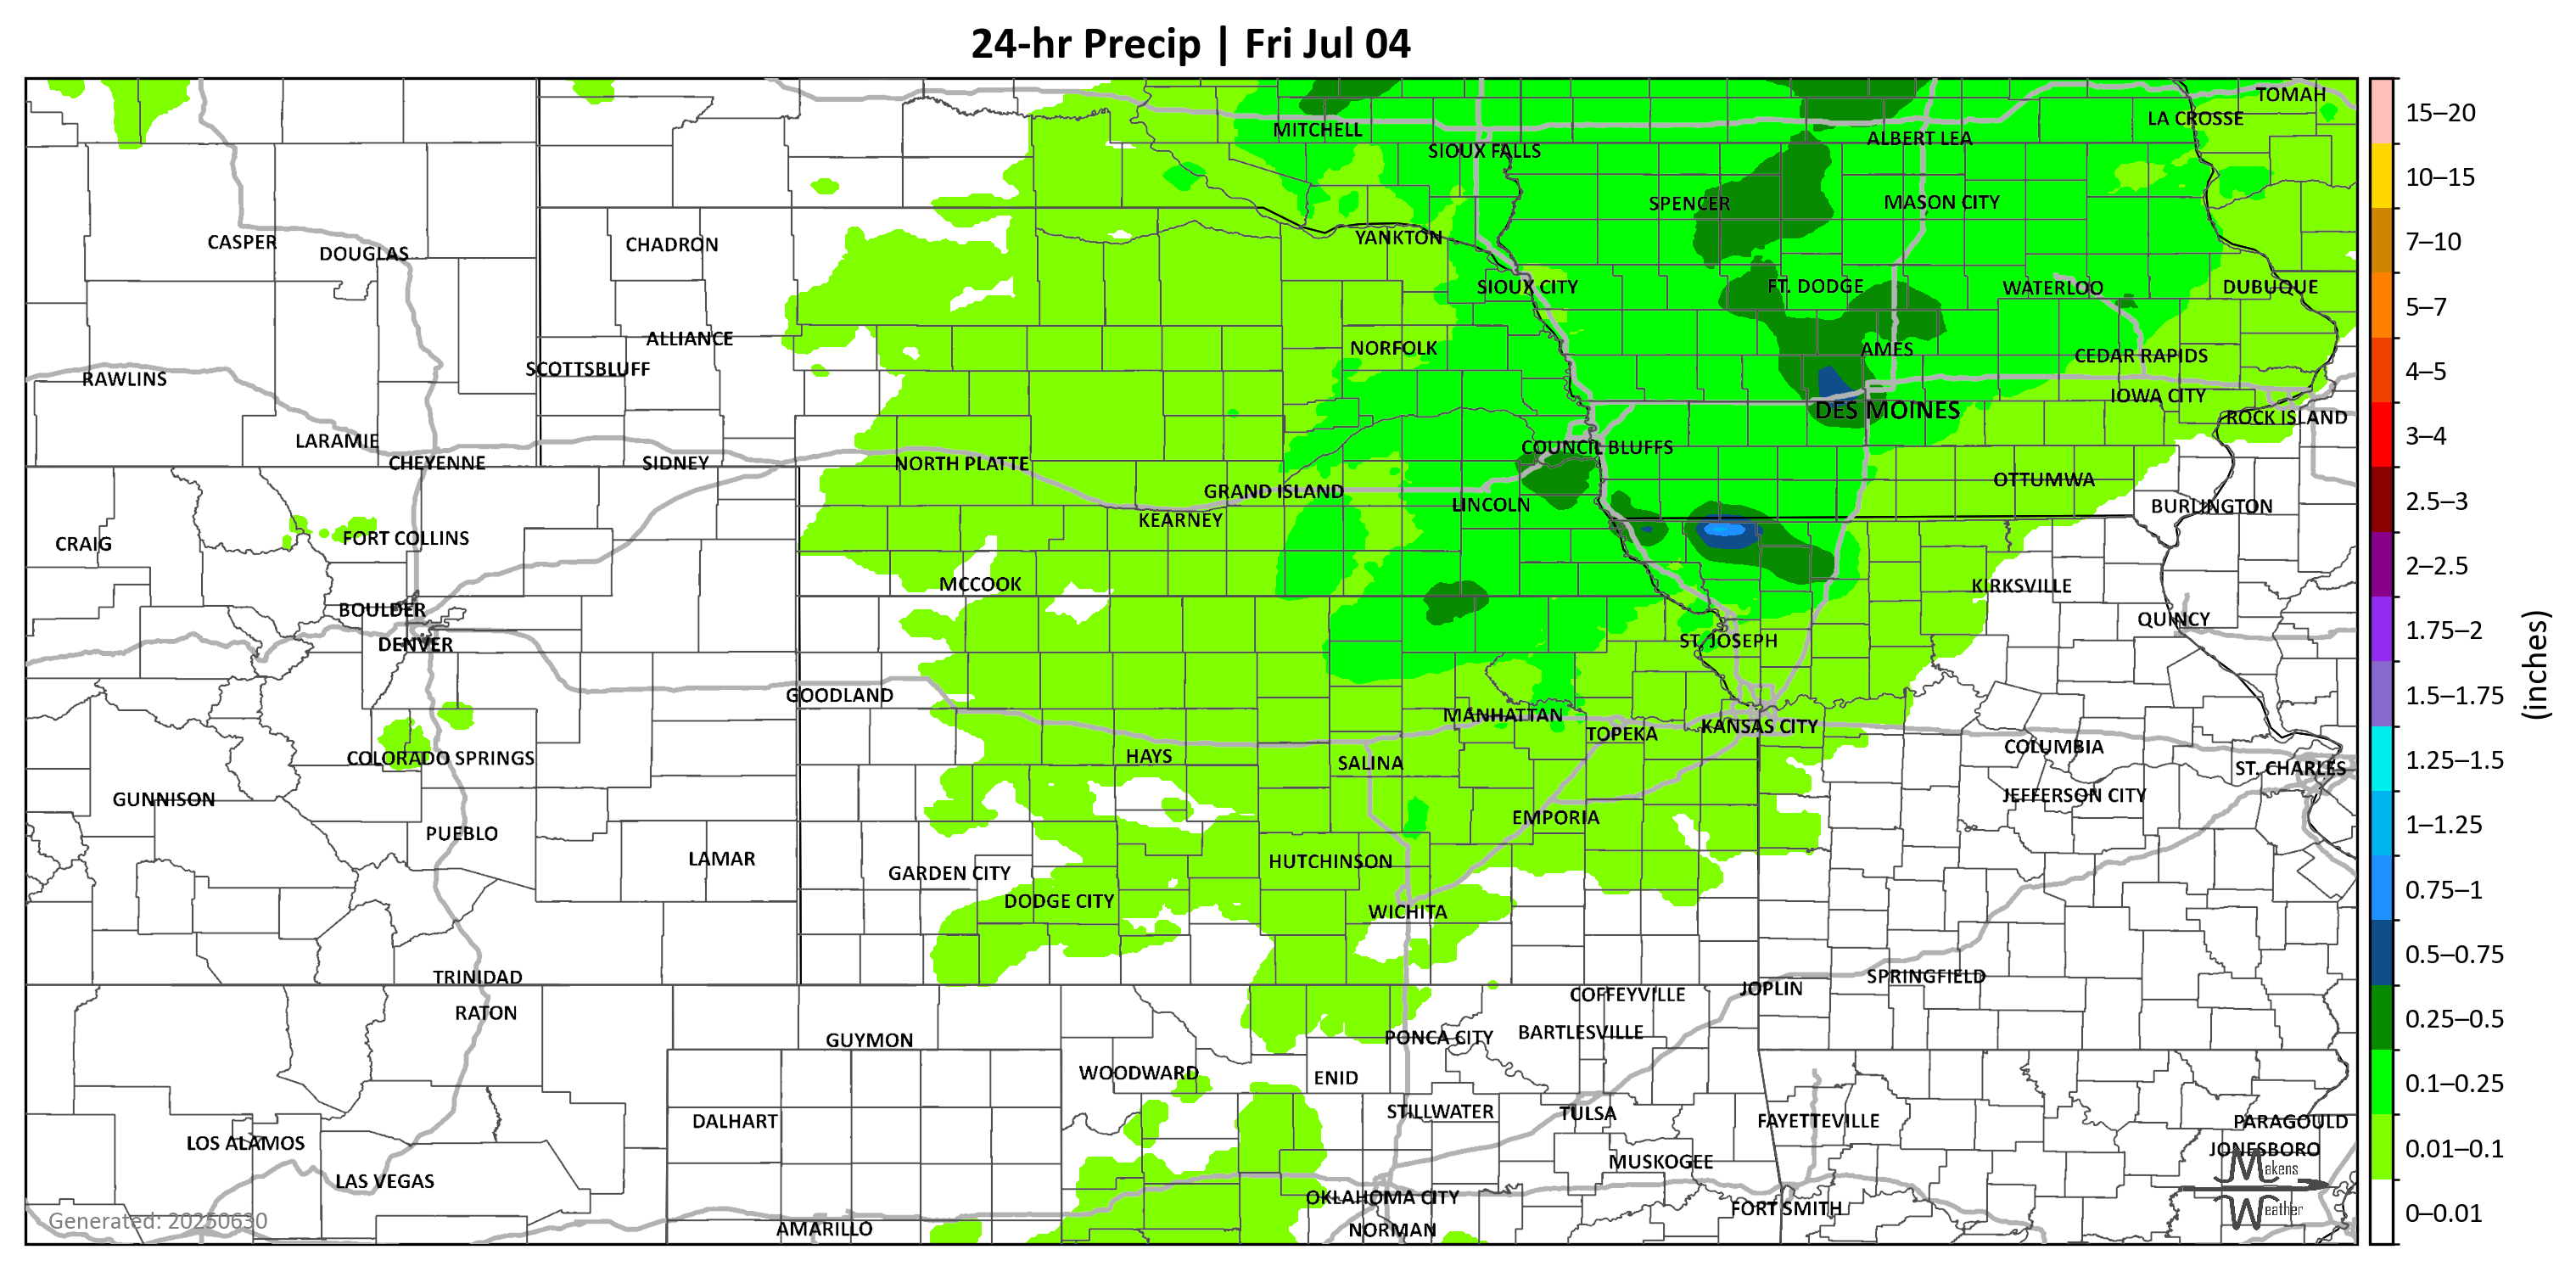 24-hr Precip | Fri Jul 04
TOMAH
15–20
LA CROSSE
MITCHELL
ALBERT LEA
SIOUX FALLS
10–15
SPENCER
MASON CITY
YANKTON
CASPER
CHADRON
7–10
DOUGLAS
SIOUX CITY
FT. DODGE
WATERLOO
DUBUQUE
5–7
ALLIANCE
NORFOLK
AMES
CEDAR RAPIDS
SCOTTSBLUFF
4–5
RAWLINS
IOWA CITY
DES MOINES
ROCK ISLAND
LARAMIE
3–4
COUNCIL BLUFFS
CHEYENNE
SIDNEY
NORTH PLATTE
OTTUMWA
GRAND ISLAND
LINCOLN
BURLINGTON
2.5–3
KEARNEY
CRAIG
FORT COLLINS
2–2.5
MCCOOK
KIRKSVILLE
BOULDER
QUINCY
1.75–2
DENVER
ST. JOSEPH
(inches)
GOODLAND
1.5–1.75
MANHATTAN
KANSAS CITY
TOPEKA
COLORADO SPRINGS
HAYS
SALINA
COLUMBIA
1.25–1.5
ST. CHARLES
GUNNISON
JEFFERSON CITY
EMPORIA
1–1.25
PUEBLO
LAMAR
HUTCHINSON
GARDEN CITY
0.75–1
DODGE CITY
WICHITA
0.5–0.75
TRINIDAD
SPRINGFIELD
JOPLIN
COFFEYVILLE
RATON
0.25–0.5
GUYMON
PONCA CITY
BARTLESVILLE
WOODWARD
ENID
0.1–0.25
STILLWATER
TULSA
DALHART
FAYETTEVILLE
PARAGOULD
LOS ALAMOS
JONESBORO
0.01–0.1
MUSKOGEE
Makens
LAS VEGAS
OKLAHOMA CITY
FORT SMITH
Weather
0–0.01
Generated: 20250630
AMARILLO
NORMAN